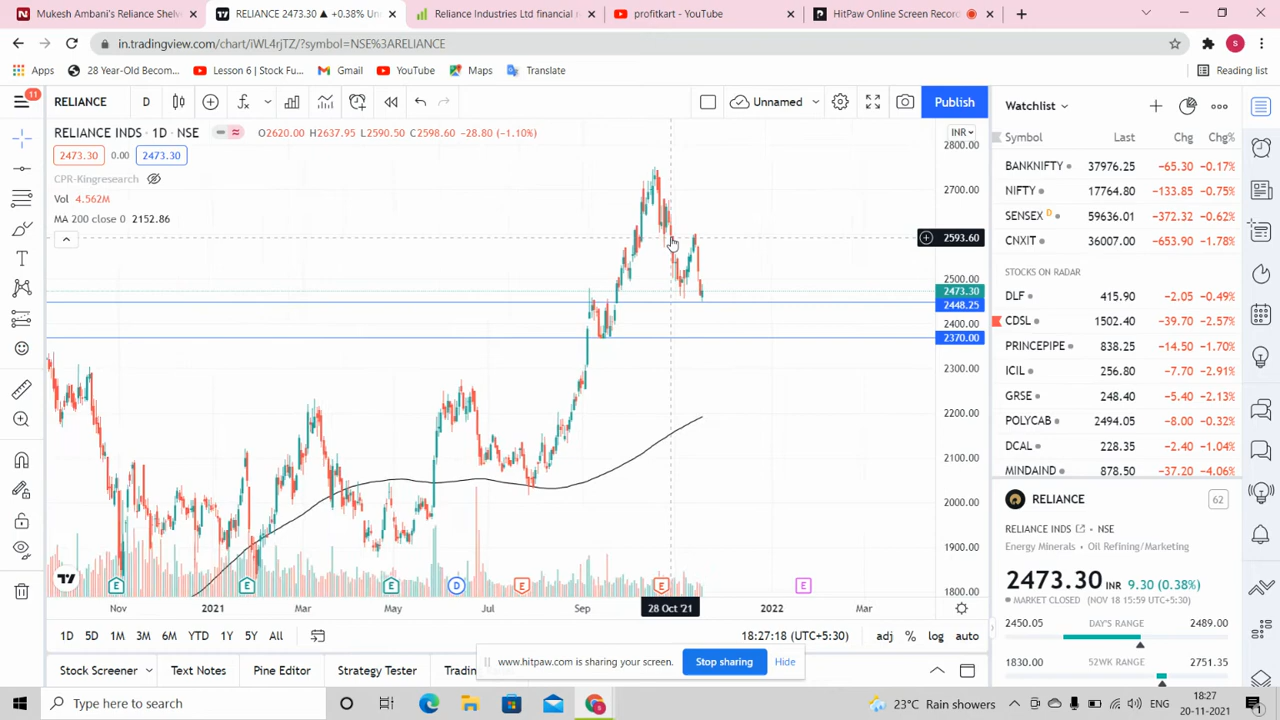 Mukesh Ambani's Reliance Shelv
RELIANCE 2473.30 ▲ +0.38% Un
Reliance Industries Ltd financial r
profitkart - YouTube
HitPaw Online Screen Record
in.tradingview.com/chart/iWL4rjTZ/?symbol=NSE%3ARELIANCE
Apps
28 Year-Old Becom...
Lesson 6 | Stock Fu...
Gmail
YouTube
Maps
Translate
Reading list
11
RELIANCE
D
Unnamed
Publish
Watchlist
RELIANCE INDS · 1D · NSE
O2620.00 H2637.95 L2590.50 C2598.60 -28.80 (-1.10%)
INR
2473.30 0.00 2473.30
CPR-Kingresearch
Vol 4.562M
MA 200 close 0 2152.86
2800.00
2700.00
2593.60
2500.00
2473.30
2448.25
2400.00
2370.00
2300.00
2200.00
2100.00
2000.00
1900.00
1800.00
E E E D E E E
Nov 2021 Mar May Jul Sep 28 Oct '21 2022 Mar
1D 5D 1M 3M 6M YTD 1Y 5Y All
18:27:18 (UTC+5:30) adj % log auto
Stock Screener
Text Notes
Pine Editor
Strategy Tester
Trading
www.hitpaw.com is sharing your screen.
Stop sharing
Hide
Symbol Last Chg Chg%
BANKNIFTY 37976.25 -65.30 -0.17%
NIFTY 17764.80 -133.85 -0.75%
SENSEX D 59636.01 -372.32 -0.62%
CNXIT 36007.00 -653.90 -1.78%
STOCKS ON RADAR
DLF 415.90 -2.05 -0.49%
CDSL 1502.40 -39.70 -2.57%
PRINCEPIPE 838.25 -14.50 -1.70%
ICIL 256.80 -7.70 -2.91%
GRSE 248.40 -5.40 -2.13%
POLYCAB 2494.05 -8.00 -0.32%
DCAL 228.35 -2.40 -1.04%
MINDAIND 878.50 -37.20 -4.06%
RELIANCE 62
RELIANCE INDS · NSE
Energy Minerals · Oil Refining/Marketing
2473.30 INR 9.30 (0.38%)
MARKET CLOSED (NOV 18 15:59 UTC+5:30)
2450.05 DAY'S RANGE 2489.00
1830.00 52WK RANGE 2751.35
Type here to search
23°C Rain showers
ENG
18:27
20-11-2021
1